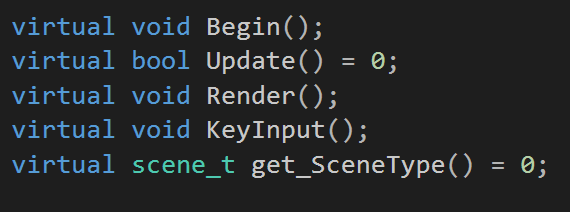 virtual void Begin();
virtual bool Update() = 0;
virtual void Render();
virtual void KeyInput();
virtual scene_t get_SceneType() = 0;